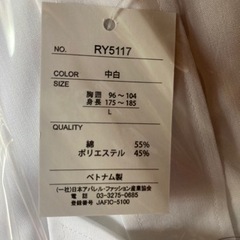 NO. RY5117
COLOR 中白
SIZE
胸囲 96～104
身長 175～185
L
QUALITY
綿 55%
ポリエステル 45%
ベトナム製
(一社)日本アパレル・ファッション産業協会
電話 03-3275-0685
登録番号 JAFIC-5100